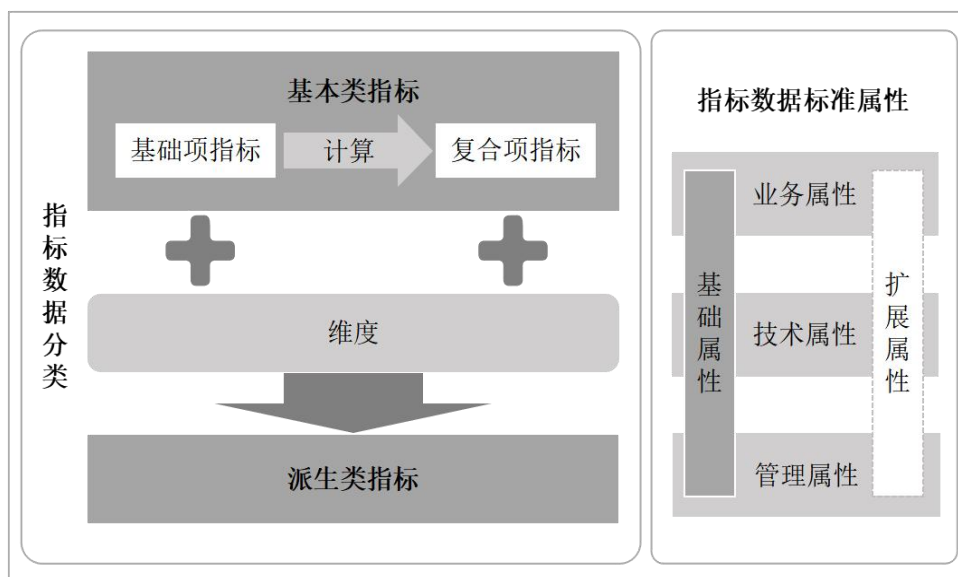 指标数据分类
基本类指标
基础项指标
计算
复合项指标
维度
派生类指标
指标数据标准属性
业务属性
技术属性
管理属性
基础属性
扩展属性